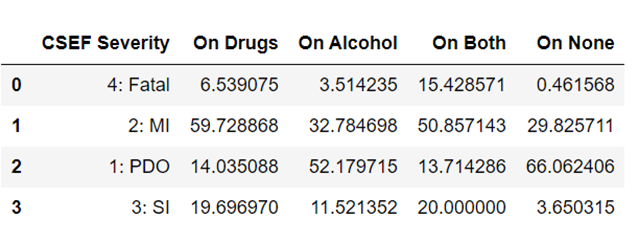 CSEF Severity On Drugs On Alcohol On Both On None
0 4: Fatal 6.539075 3.514235 15.428571 0.461568
1 2: MI 59.728868 32.784698 50.857143 29.825711
2 1: PDO 14.035088 52.179715 13.714286 66.062406
3 3: SI 19.696970 11.521352 20.000000 3.650315